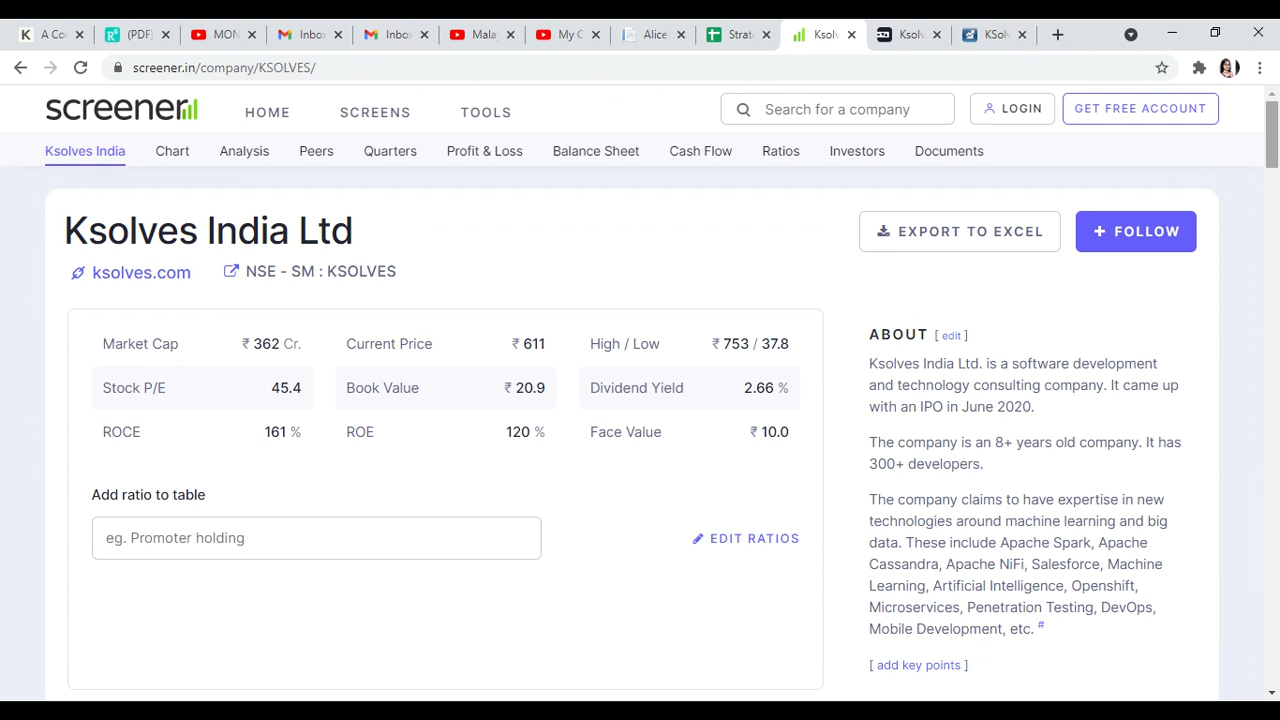 K A Co (PDF) MON Inbo Inbo Malay My C Alice Strate Ksolv Ksolv KSolv
screener.in/company/KSOLVES/
screener HOME SCREENS TOOLS Search for a company LOGIN GET FREE ACCOUNT
Ksolves India Chart Analysis Peers Quarters Profit & Loss Balance Sheet Cash Flow Ratios Investors Documents
Ksolves India Ltd EXPORT TO EXCEL + FOLLOW
ksolves.com NSE - SM : KSOLVES
Market Cap ₹ 362 Cr. Current Price ₹ 611 High / Low ₹ 753 / 37.8
Stock P/E 45.4 Book Value ₹ 20.9 Dividend Yield 2.66 %
ROCE 161 % ROE 120 % Face Value ₹ 10.0
Add ratio to table
eg. Promoter holding EDIT RATIOS
ABOUT [ edit ]
Ksolves India Ltd. is a software development
and technology consulting company. It came up
with an IPO in June 2020.
The company is an 8+ years old company. It has
300+ developers.
The company claims to have expertise in new
technologies around machine learning and big
data. These include Apache Spark, Apache
Cassandra, Apache NiFi, Salesforce, Machine
Learning, Artificial Intelligence, Openshift,
Microservices, Penetration Testing, DevOps,
Mobile Development, etc. #
[ add key points ]